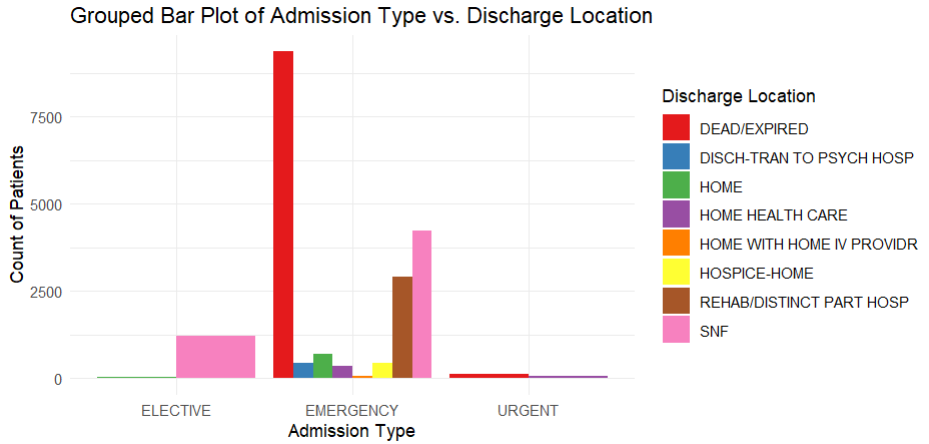 Grouped Bar Plot of Admission Type vs. Discharge Location
Count of Patients
7500
5000
2500
0
ELECTIVE
EMERGENCY
URGENT
Admission Type
Discharge Location
DEAD/EXPIRED
DISCH-TRAN TO PSYCH HOSP
HOME
HOME HEALTH CARE
HOME WITH HOME IV PROVIDR
HOSPICE-HOME
REHAB/DISTINCT PART HOSP
SNF